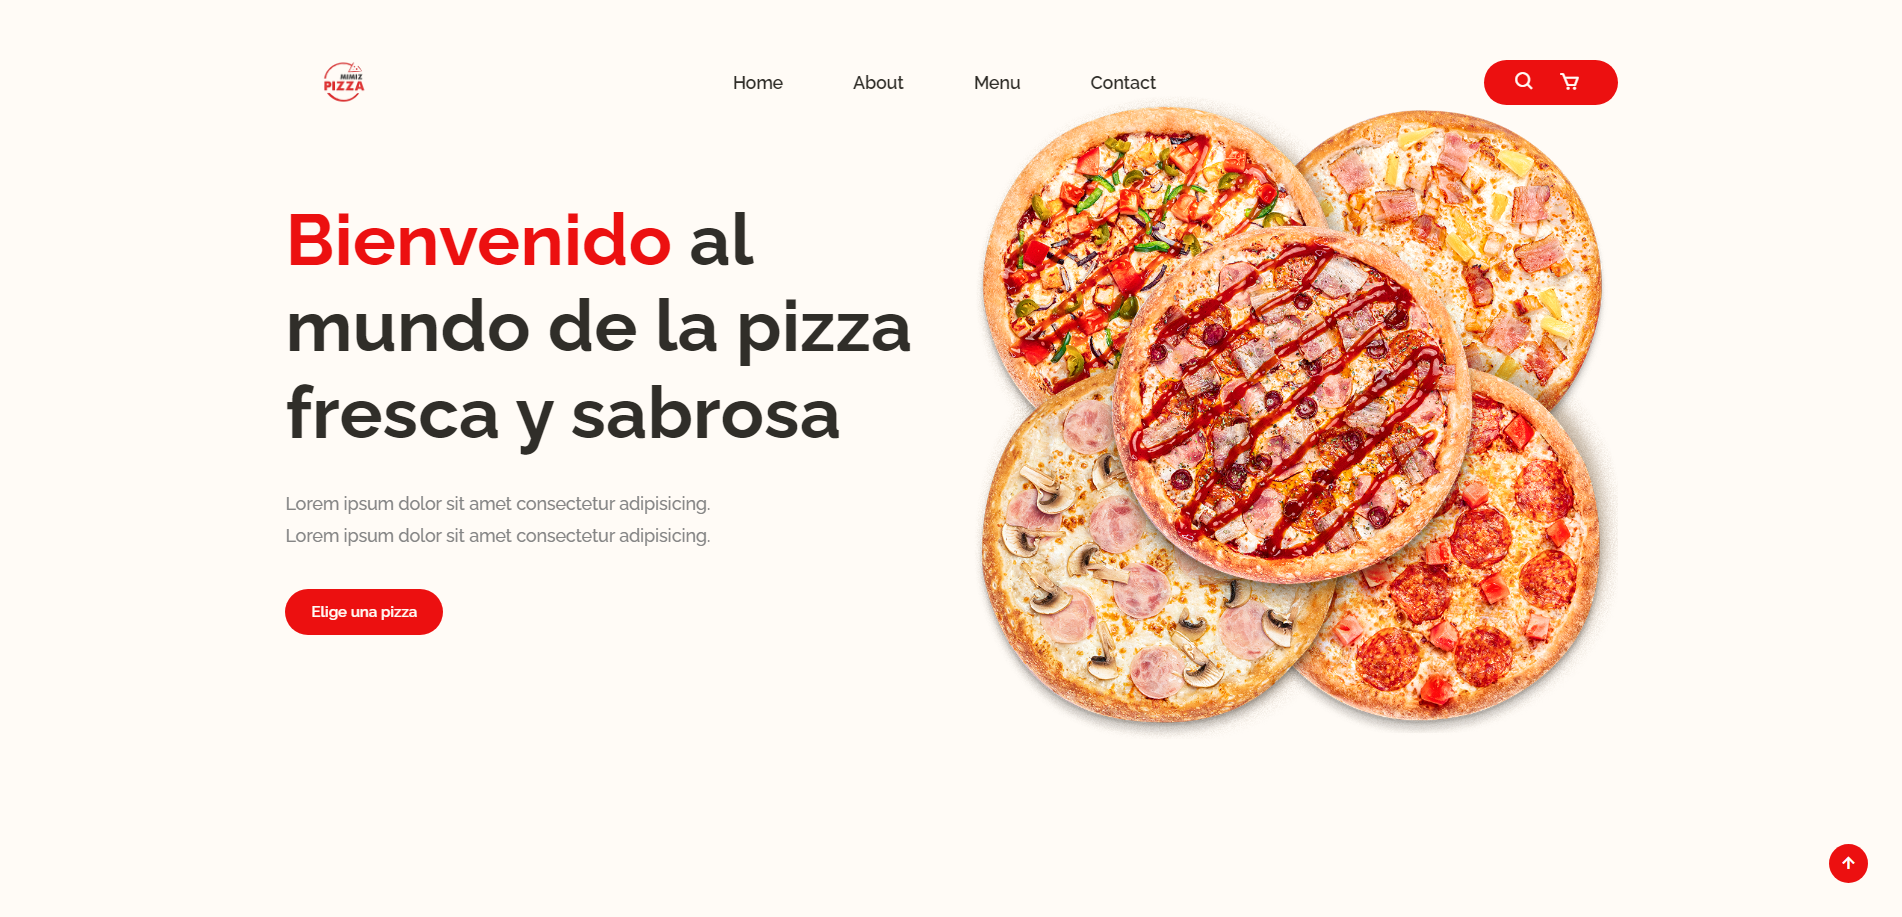 MIMIZ
PIZZA
Home About Menu Contact
Bienvenido al
mundo de la pizza
fresca y sabrosa
Lorem ipsum dolor sit amet consectetur adipisicing.
Lorem ipsum dolor sit amet consectetur adipisicing.
Elige una pizza